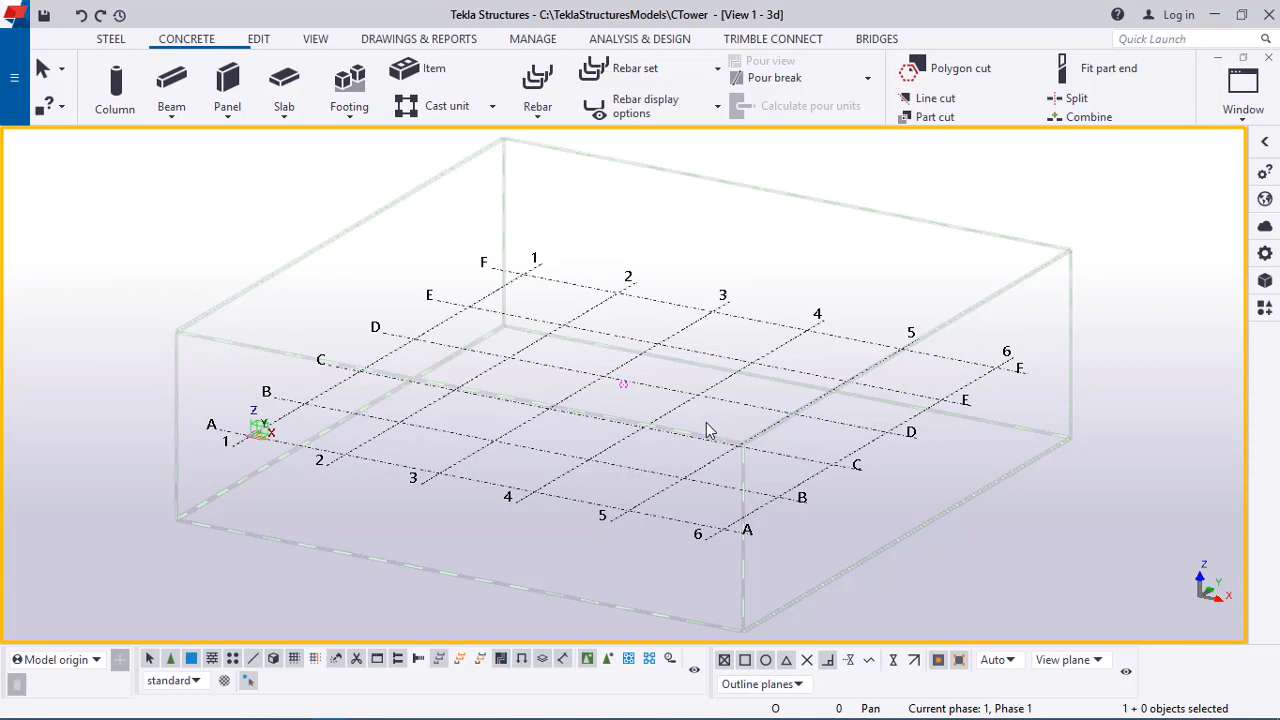 Tekla Structures - C:\TeklaStructuresModels\CTower - [View 1 - 3d]
Log in
STEEL CONCRETE EDIT VIEW DRAWINGS & REPORTS MANAGE ANALYSIS & DESIGN TRIMBLE CONNECT BRIDGES
Quick Launch
Column
Beam
Panel
Slab
Footing
Item
Cast unit
Rebar
Rebar set
Rebar display
options
Pour view
Pour break
Calculate pour units
Polygon cut
Line cut
Part cut
Fit part end
Split
Combine
Window
F 1
2
E 3
D 4
5
C 6
F
B E
A Z Y X D
1
2 C
3
4 B
5
6 A
Z
Y
X
Model origin
standard
Auto
View plane
Outline planes
O 0 Pan Current phase: 1, Phase 1 1 + 0 objects selected